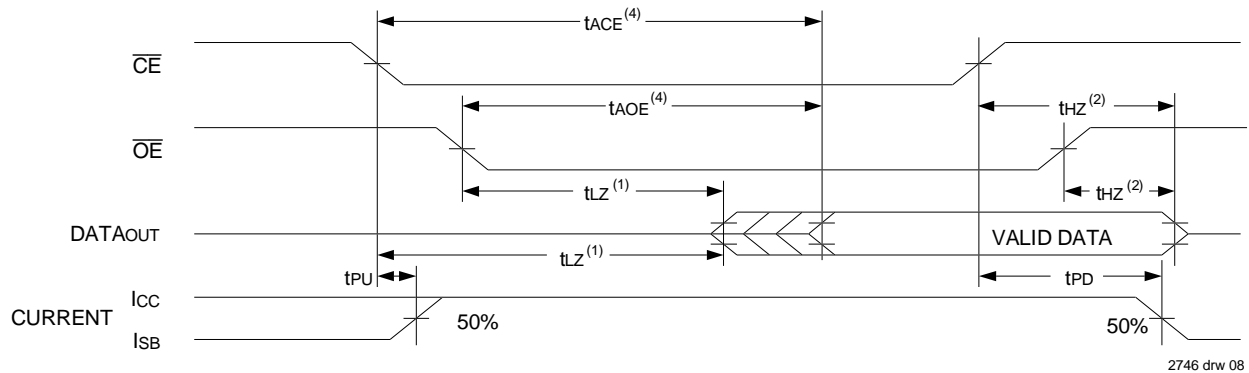 tACE(4)
CE
tAOE(4)
tHZ(2)
OE
tLZ(1)
tHZ(2)
DATAOUT
VALID DATA
tLZ(1)
tPU
tPD
ICC
CURRENT
50%
50%
ISB
2746 drw 08